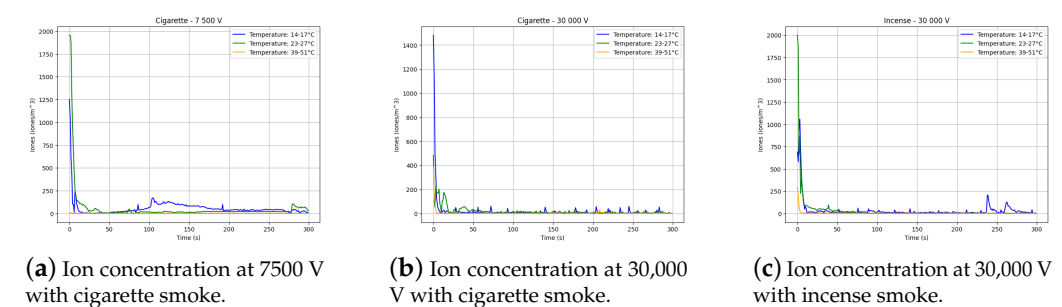 Cigarette - 7 500 V
Temperature: 14-17°C
Temperature: 23-27°C
Temperature: 39-51°C
Iones (iones/m^3)
2000
1750
1500
1250
1000
750
500
250
0
0 50 100 150 200 250 300
Time (s)
(a) Ion concentration at 7500 V
with cigarette smoke.
Cigarette - 30 000 V
Temperature: 14-17°C
Temperature: 23-27°C
Temperature: 39-51°C
Iones (iones/m^3)
1400
1200
1000
800
600
400
200
0
0 50 100 150 200 250 300
Time (s)
(b) Ion concentration at 30,000
V with cigarette smoke.
Incense - 30 000 V
Temperature: 14-17°C
Temperature: 23-27°C
Temperature: 39-51°C
Iones (iones/m^3)
2000
1750
1500
1250
1000
750
500
250
0
0 50 100 150 200 250 300
Time (s)
(c) Ion concentration at 30,000 V
with incense smoke.